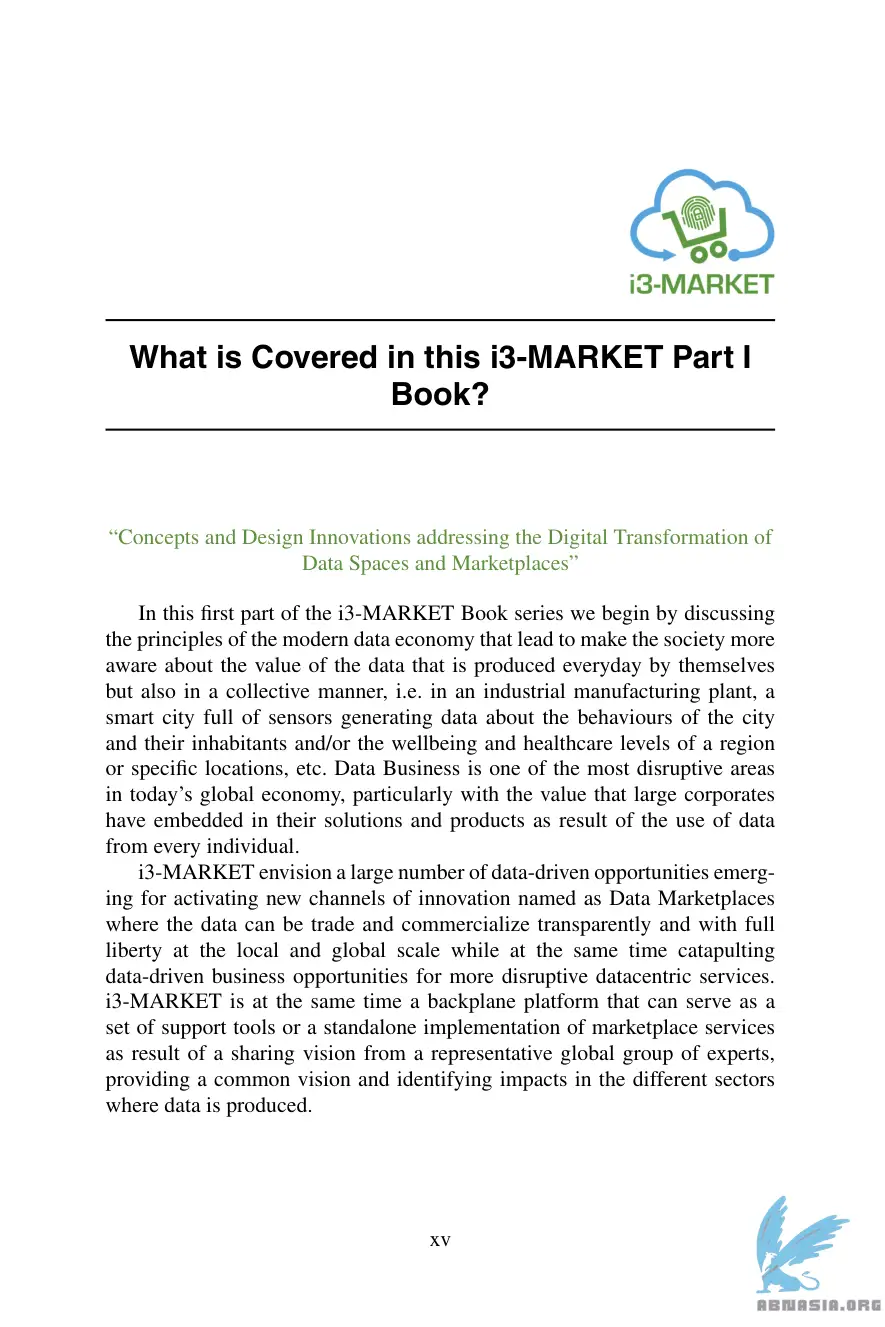 i3-MARKET
What is Covered in this i3-MARKET Part I
Book?
“Concepts and Design Innovations addressing the Digital Transformation of
Data Spaces and Marketplaces”
In this first part of the i3-MARKET Book series we begin by discussing
the principles of the modern data economy that lead to make the society more
aware about the value of the data that is produced everyday by themselves
but also in a collective manner, i.e. in an industrial manufacturing plant, a
smart city full of sensors generating data about the behaviours of the city
and their inhabitants and/or the wellbeing and healthcare levels of a region
or specific locations, etc. Data Business is one of the most disruptive areas
in today’s global economy, particularly with the value that large corporates
have embedded in their solutions and products as result of the use of data
from every individual.
i3-MARKET envision a large number of data-driven opportunities emerg-
ing for activating new channels of innovation named as Data Marketplaces
where the data can be trade and commercialize transparently and with full
liberty at the local and global scale while at the same time catapulting
data-driven business opportunities for more disruptive datacentric services.
i3-MARKET is at the same time a backplane platform that can serve as a
set of support tools or a standalone implementation of marketplace services
as result of a sharing vision from a representative global group of experts,
providing a common vision and identifying impacts in the different sectors
where data is produced.
xv
ABNASIA.ORG